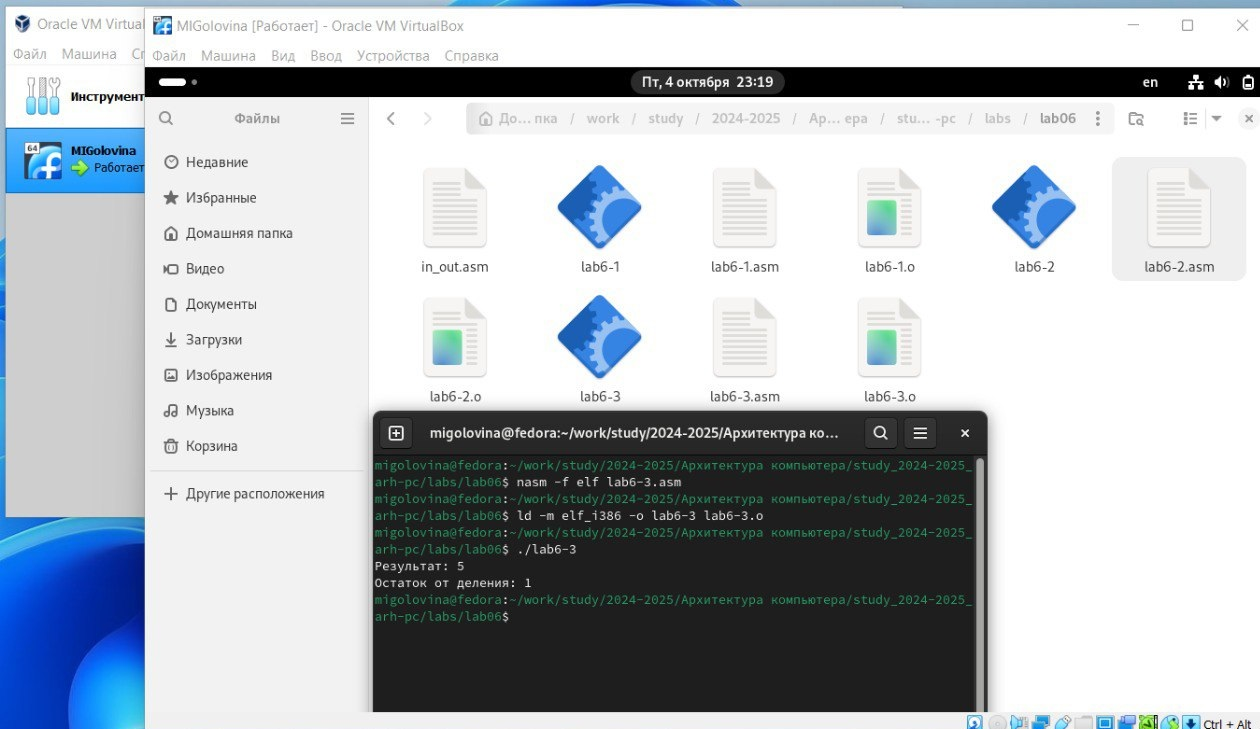 Oracle VM Virtual
Файл Машина Сп
Инструмент
64
MIGolovina
Работает
MIGolovina [Работает] - Oracle VM VirtualBox
Файл Машина Вид Ввод Устройства Справка
Пт, 4 октября 23:19
en
Файлы
До… пка / work / study / 2024-2025 / Ар… ера / stu… -pc / labs / lab06
Недавние
Избранные
Домашняя папка
Видео
Документы
Загрузки
Изображения
Музыка
Корзина
Другие расположения
in_out.asm lab6-1 lab6-1.asm lab6-1.o lab6-2 lab6-2.asm
lab6-2.o lab6-3 lab6-3.asm lab6-3.o
migolovina@fedora:~/work/study/2024-2025/Архитектура ко…
migolovina@fedora:~/work/study/2024-2025/Архитектура компьютера/study_2024-2025_
arh-pc/labs/lab06$ nasm -f elf lab6-3.asm
migolovina@fedora:~/work/study/2024-2025/Архитектура компьютера/study_2024-2025_
arh-pc/labs/lab06$ ld -m elf_i386 -o lab6-3 lab6-3.o
migolovina@fedora:~/work/study/2024-2025/Архитектура компьютера/study_2024-2025_
arh-pc/labs/lab06$ ./lab6-3
Результат: 5
Остаток от деления: 1
migolovina@fedora:~/work/study/2024-2025/Архитектура компьютера/study_2024-2025_
arh-pc/labs/lab06$
Ctrl + Alt